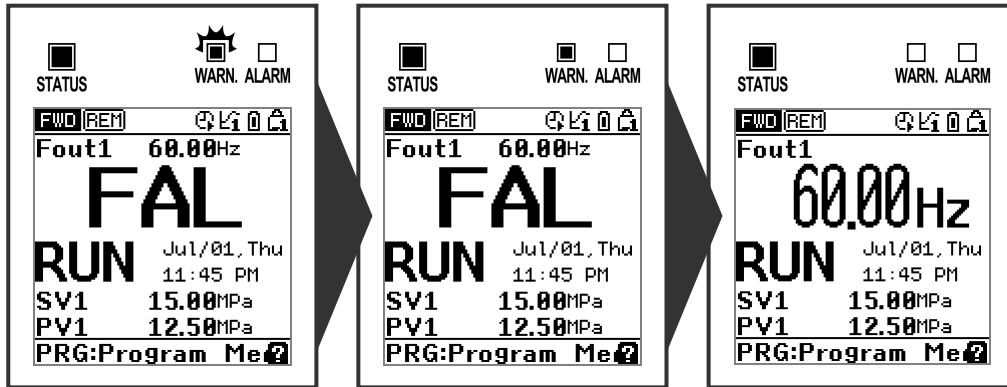 STATUS WARN. ALARM
FWD REM
Fout1 60.00Hz
FAL
RUN Jul/01,Thu
11:45 PM
SV1 15.00MPa
PV1 12.50MPa
PRG:Program Me?
STATUS WARN. ALARM
FWD REM
Fout1 60.00Hz
FAL
RUN Jul/01,Thu
11:45 PM
SV1 15.00MPa
PV1 12.50MPa
PRG:Program Me?
STATUS WARN. ALARM
FWD REM
Fout1
60.00Hz
RUN Jul/01,Thu
11:45 PM
SV1 15.00MPa
PV1 12.50MPa
PRG:Program Me?